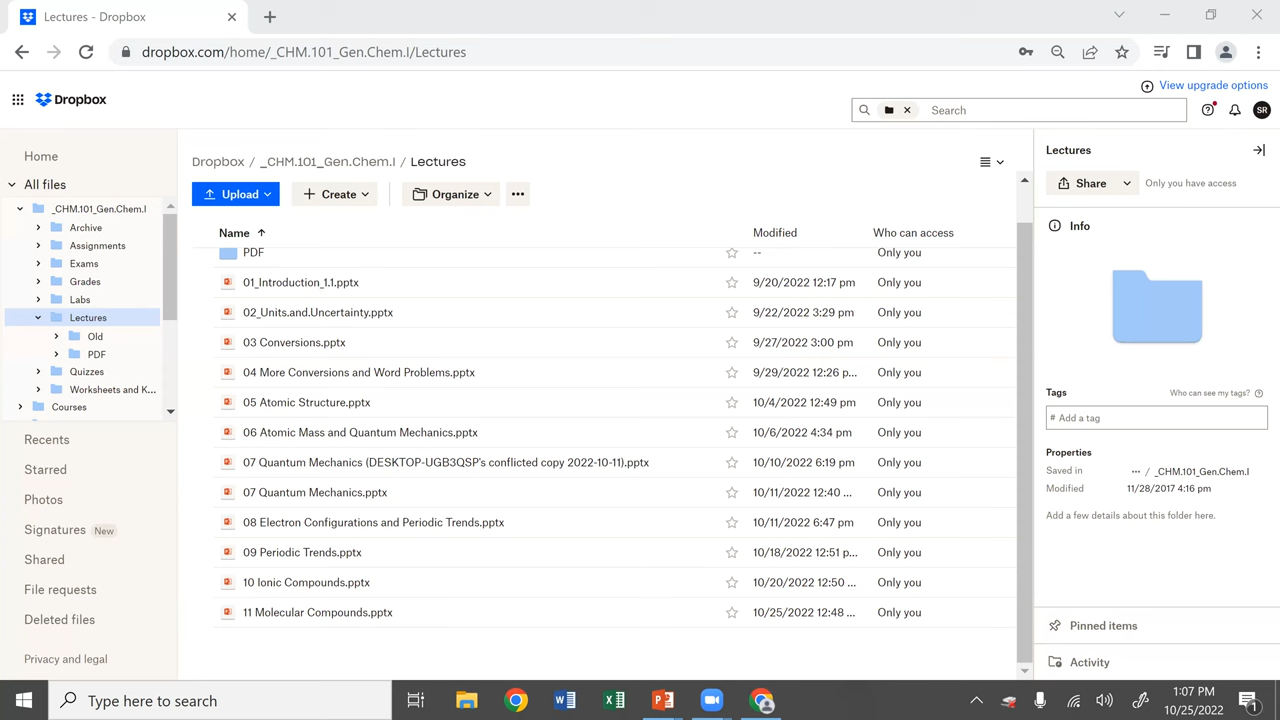 Lectures - Dropbox
dropbox.com/home/_CHM.101_Gen.Chem.I/Lectures
View upgrade options
Dropbox
Search
SR
Home
All files
_CHM.101_Gen.Chem.I
Archive
Assignments
Exams
Grades
Labs
Lectures
Old
PDF
Quizzes
Worksheets and K...
Courses
Recents
Starred
Photos
Signatures New
Shared
File requests
Deleted files
Privacy and legal
Dropbox / _CHM.101_Gen.Chem.I / Lectures
Upload Create Organize
Name Modified Who can access
PDF -- Only you
01_Introduction_1.1.pptx 9/20/2022 12:17 pm Only you
02_Units.and.Uncertainty.pptx 9/22/2022 3:29 pm Only you
03 Conversions.pptx 9/27/2022 3:00 pm Only you
04 More Conversions and Word Problems.pptx 9/29/2022 12:26 p... Only you
05 Atomic Structure.pptx 10/4/2022 12:49 pm Only you
06 Atomic Mass and Quantum Mechanics.pptx 10/6/2022 4:34 pm Only you
07 Quantum Mechanics (DESKTOP-UGB3QSP's conflicted copy 2022-10-11).pptx 10/10/2022 6:19 pm Only you
07 Quantum Mechanics.pptx 10/11/2022 12:40 ... Only you
08 Electron Configurations and Periodic Trends.pptx 10/11/2022 6:47 pm Only you
09 Periodic Trends.pptx 10/18/2022 12:51 p... Only you
10 Ionic Compounds.pptx 10/20/2022 12:50 ... Only you
11 Molecular Compounds.pptx 10/25/2022 12:48 ... Only you
Lectures
Share Only you have access
Info
Tags Who can see my tags?
# Add a tag
Properties
Saved in ··· / _CHM.101_Gen.Chem.I
Modified 11/28/2017 4:16 pm
Add a few details about this folder here.
Pinned items
Activity
Type here to search
1:07 PM
10/25/2022
1